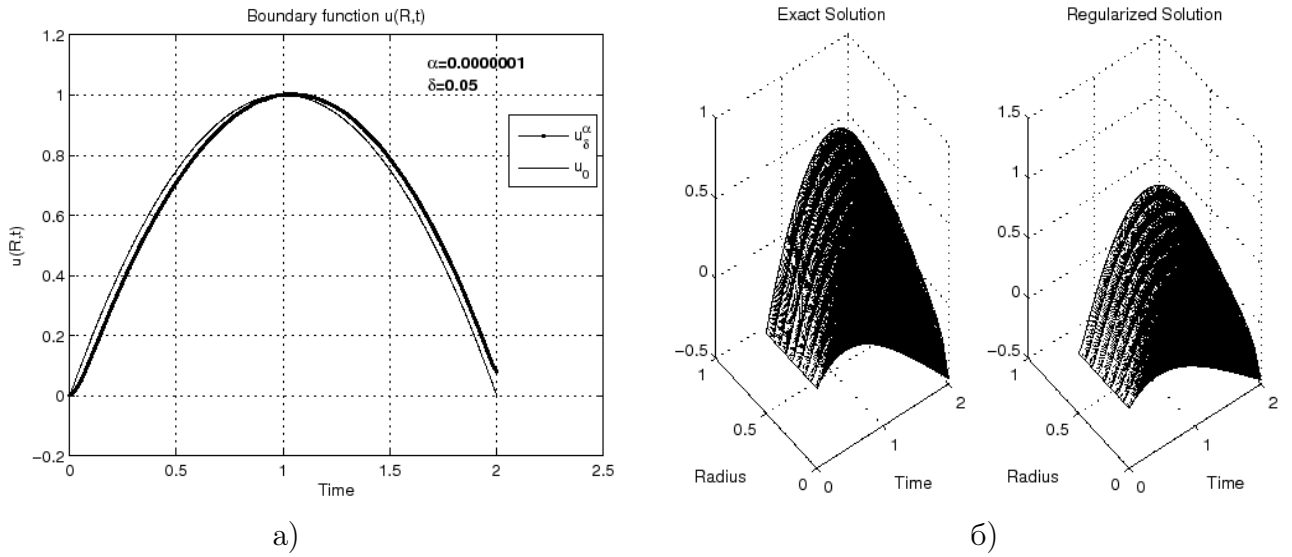 Boundary function u(R,t)
1.2
1
0.8
0.6
0.4
0.2
0
−0.2
u(R,t)
0
0.5
1
1.5
2
2.5
Time
α=0.0000001
δ=0.05
u_δ^α
u_0
а)
Exact Solution
1
0.5
0
−0.5
1
0.5
0
0
1
2
Radius
Time
Regularized Solution
1.5
1
0.5
0
−0.5
1
0.5
0
0
1
2
Radius
Time
б)